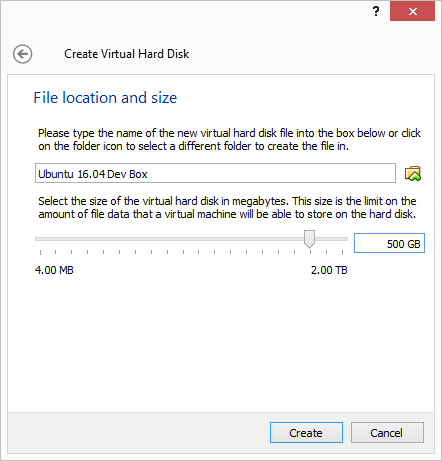 ?
Create Virtual Hard Disk
File location and size
Please type the name of the new virtual hard disk file into the box below or click
on the folder icon to select a different folder to create the file in.
Ubuntu 16.04 Dev Box
Select the size of the virtual hard disk in megabytes. This size is the limit on the
amount of file data that a virtual machine will be able to store on the hard disk.
500 GB
4.00 MB 2.00 TB
Create Cancel